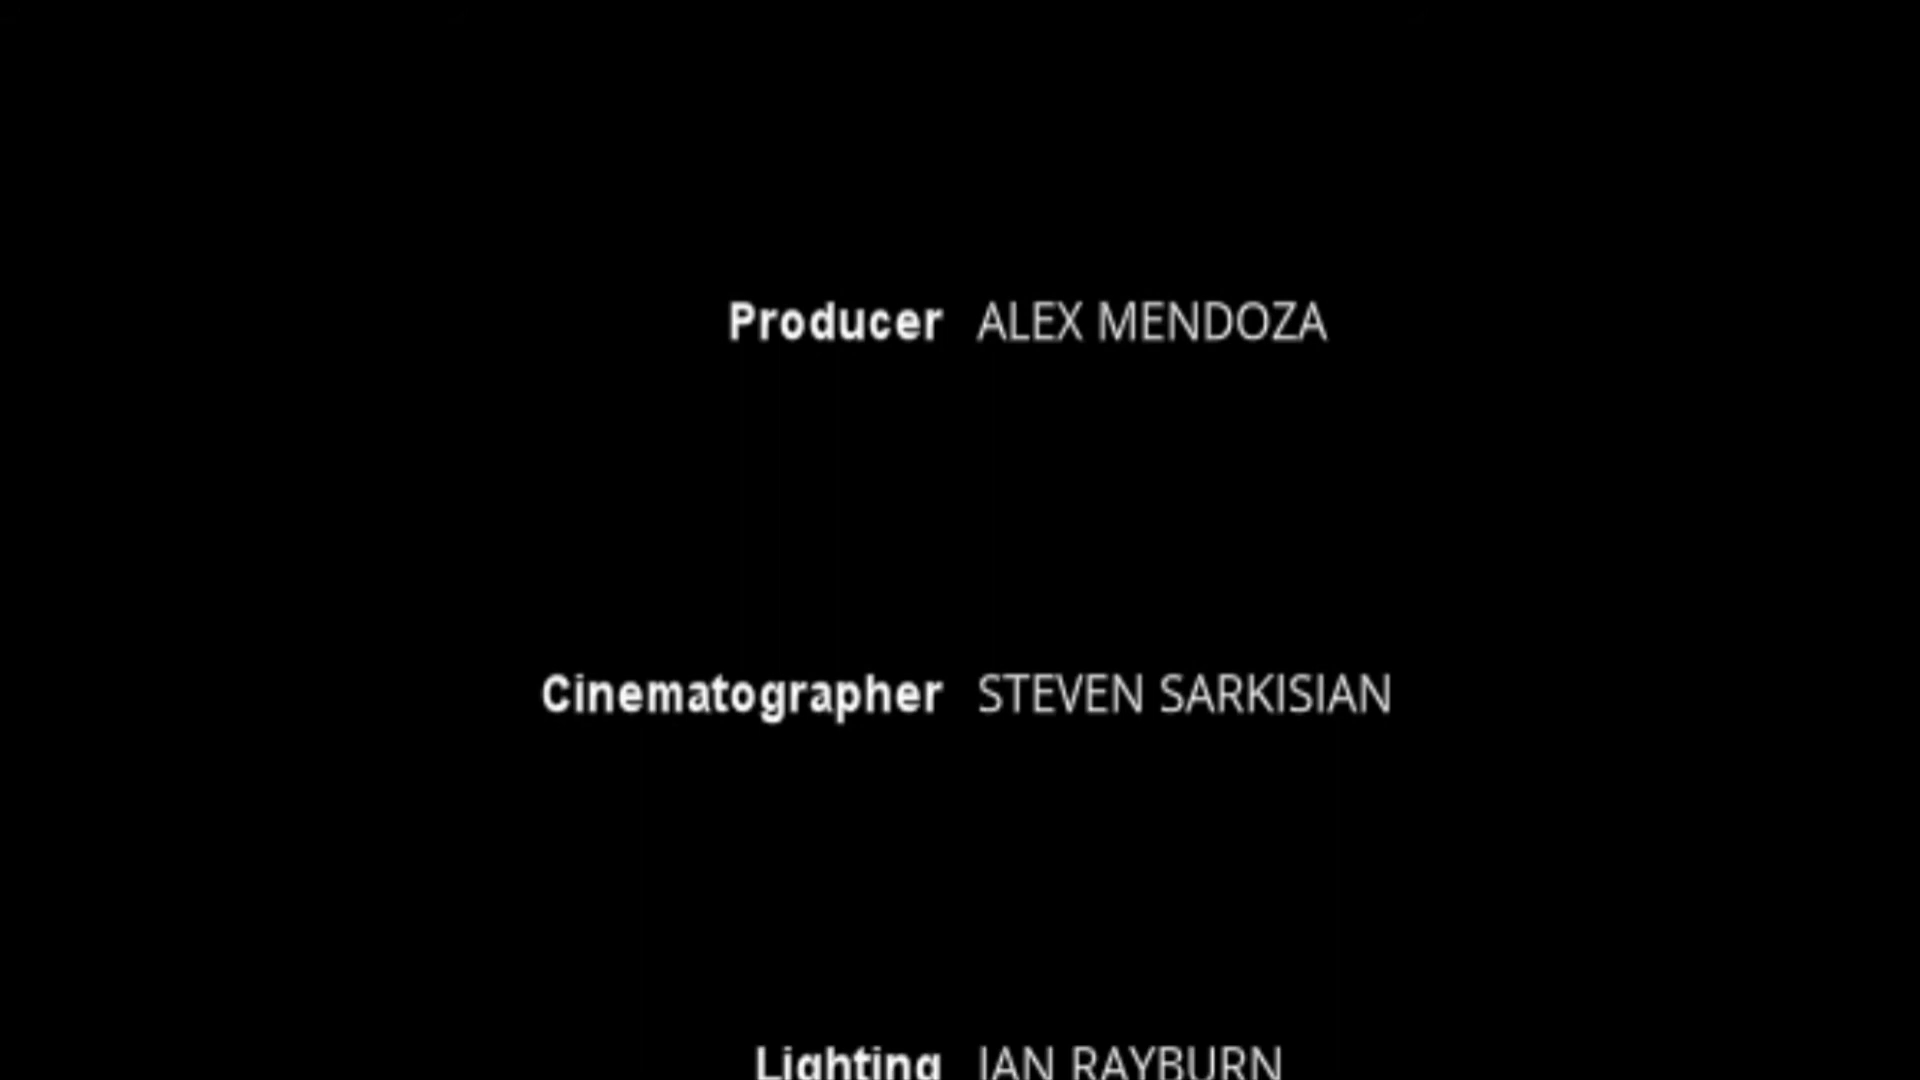 Producer ALEX MENDOZA
Cinematographer STEVEN SARKISIAN
Lighting IAN RAYBURN